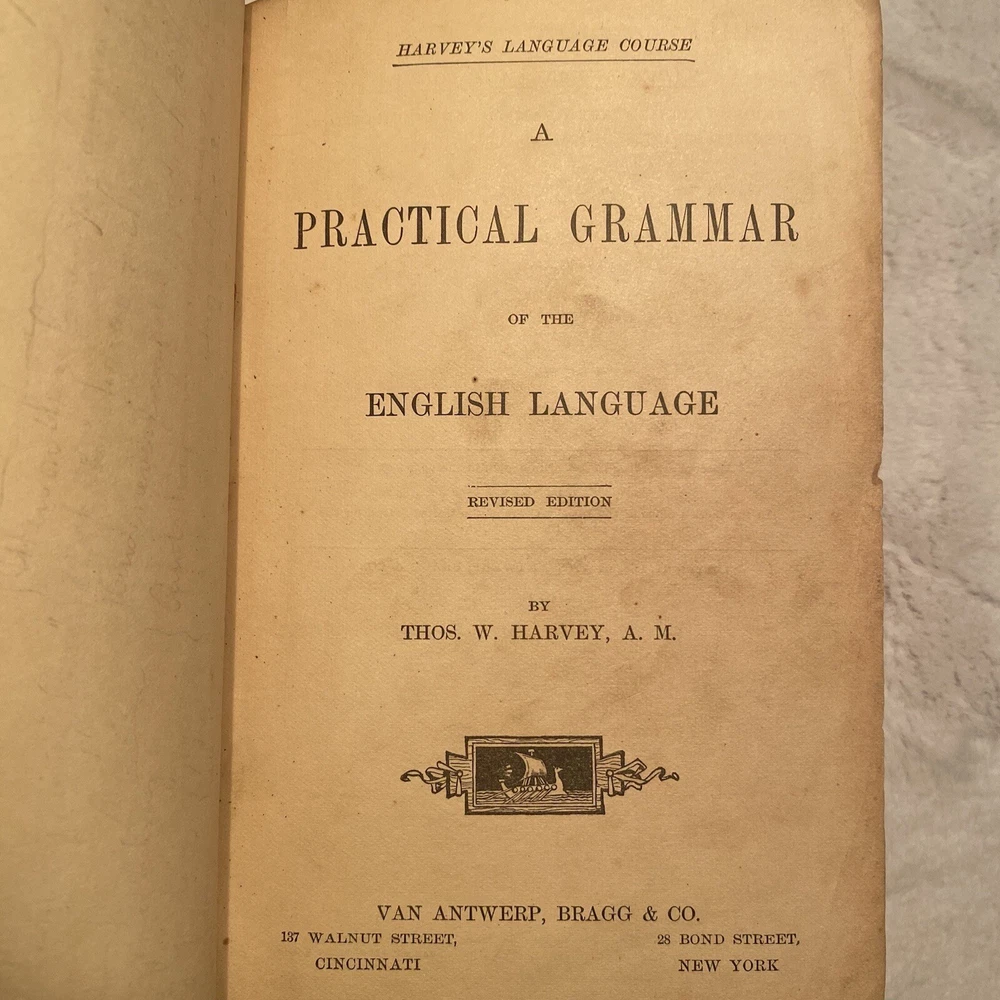 HARVEY'S LANGUAGE COURSE
A
PRACTICAL GRAMMAR
OF THE
ENGLISH LANGUAGE
REVISED EDITION
BY
THOS. W. HARVEY, A. M.
VAN ANTWERP, BRAGG & CO.
137 WALNUT STREET, 28 BOND STREET,
CINCINNATI NEW YORK